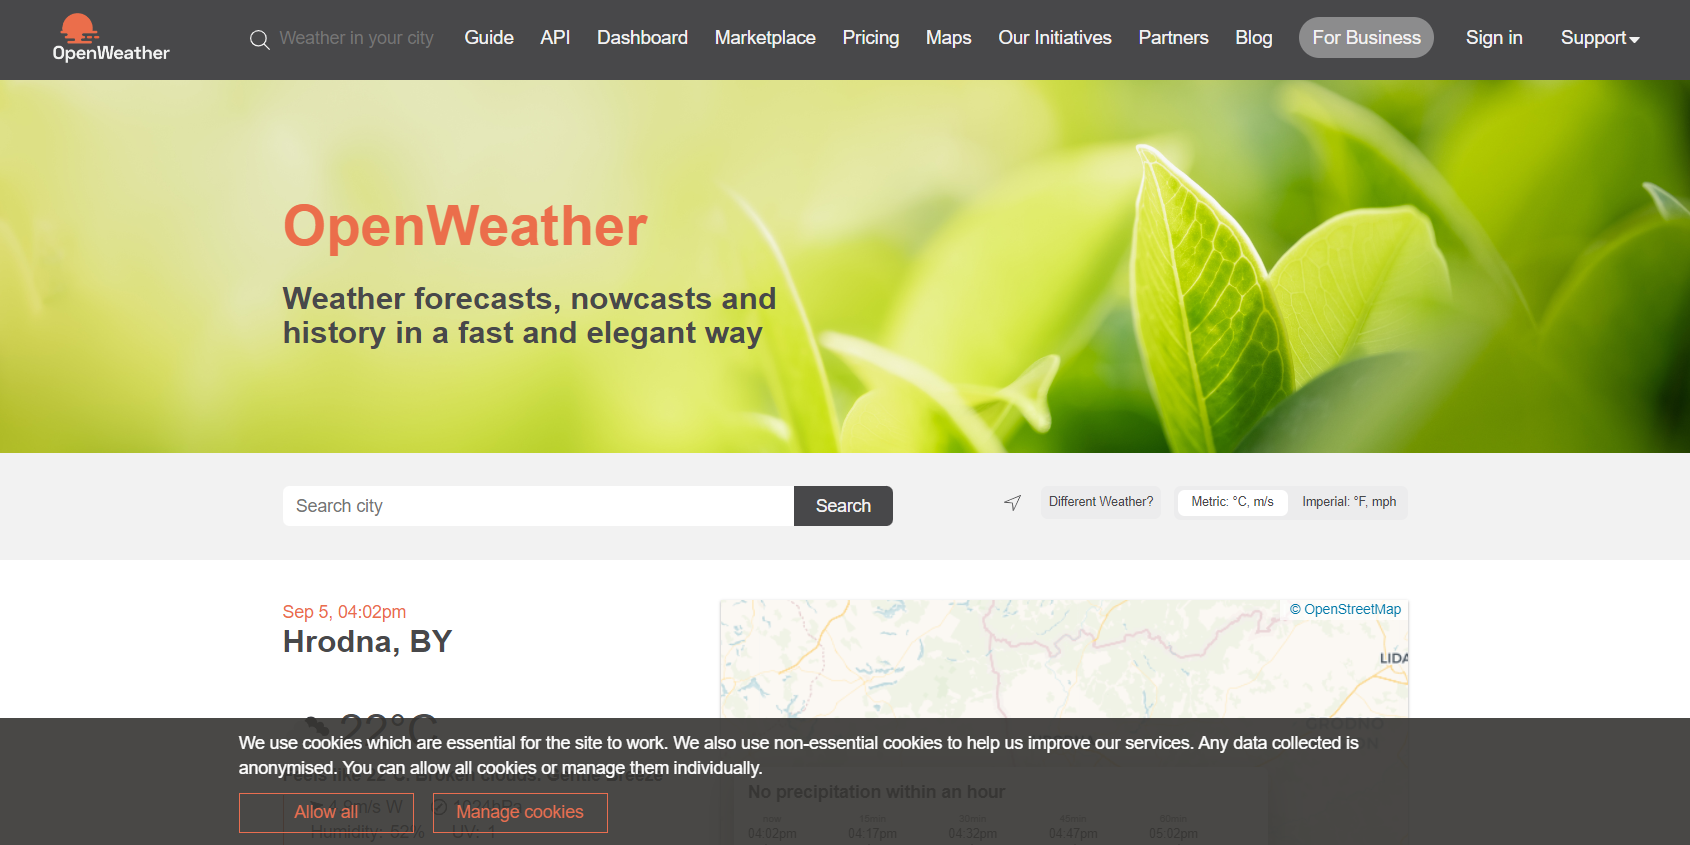 OpenWeather
Weather in your city
Guide
API
Dashboard
Marketplace
Pricing
Maps
Our Initiatives
Partners
Blog
For Business
Sign in
Support
OpenWeather
Weather forecasts, nowcasts and
history in a fast and elegant way
Search city
Search
Different Weather?
Metric: °C, m/s
Imperial: °F, mph
Sep 5, 04:02pm
Hrodna, BY
© OpenStreetMap
LIDA
22°C
We use cookies which are essential for the site to work. We also use non-essential cookies to help us improve our services. Any data collected is
anonymised. You can allow all cookies or manage them individually.
Allow all
Manage cookies
Humidity: 52%
UV: 1
No precipitation within an hour
04:02pm
04:17pm
04:32pm
04:47pm
05:02pm